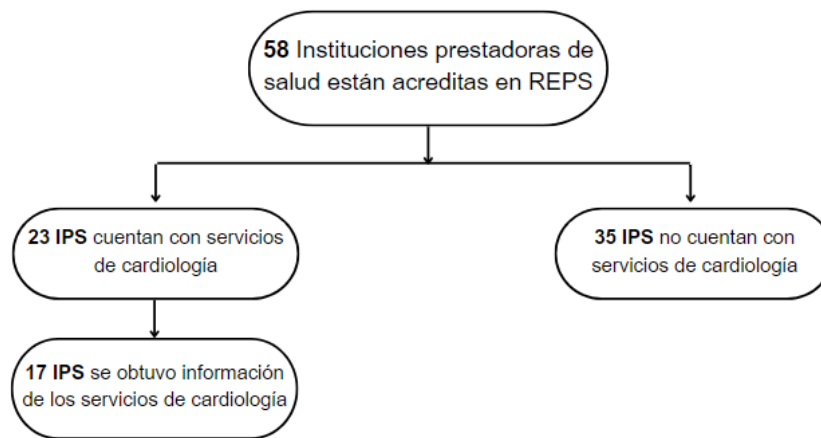 58 Instituciones prestadoras de
salud están acreditas en REPS
23 IPS cuentan con servicios
de cardiología
35 IPS no cuentan con
servicios de cardiología
17 IPS se obtuvo información
de los servicios de cardiología